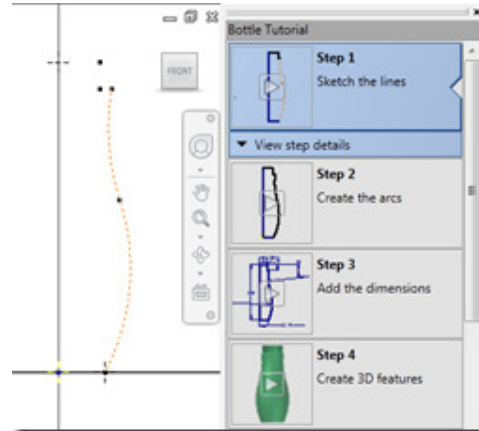 FRONT
Bottle Tutorial
Step 1
Sketch the lines
View step details
Step 2
Create the arcs
Step 3
Add the dimensions
Step 4
Create 3D features